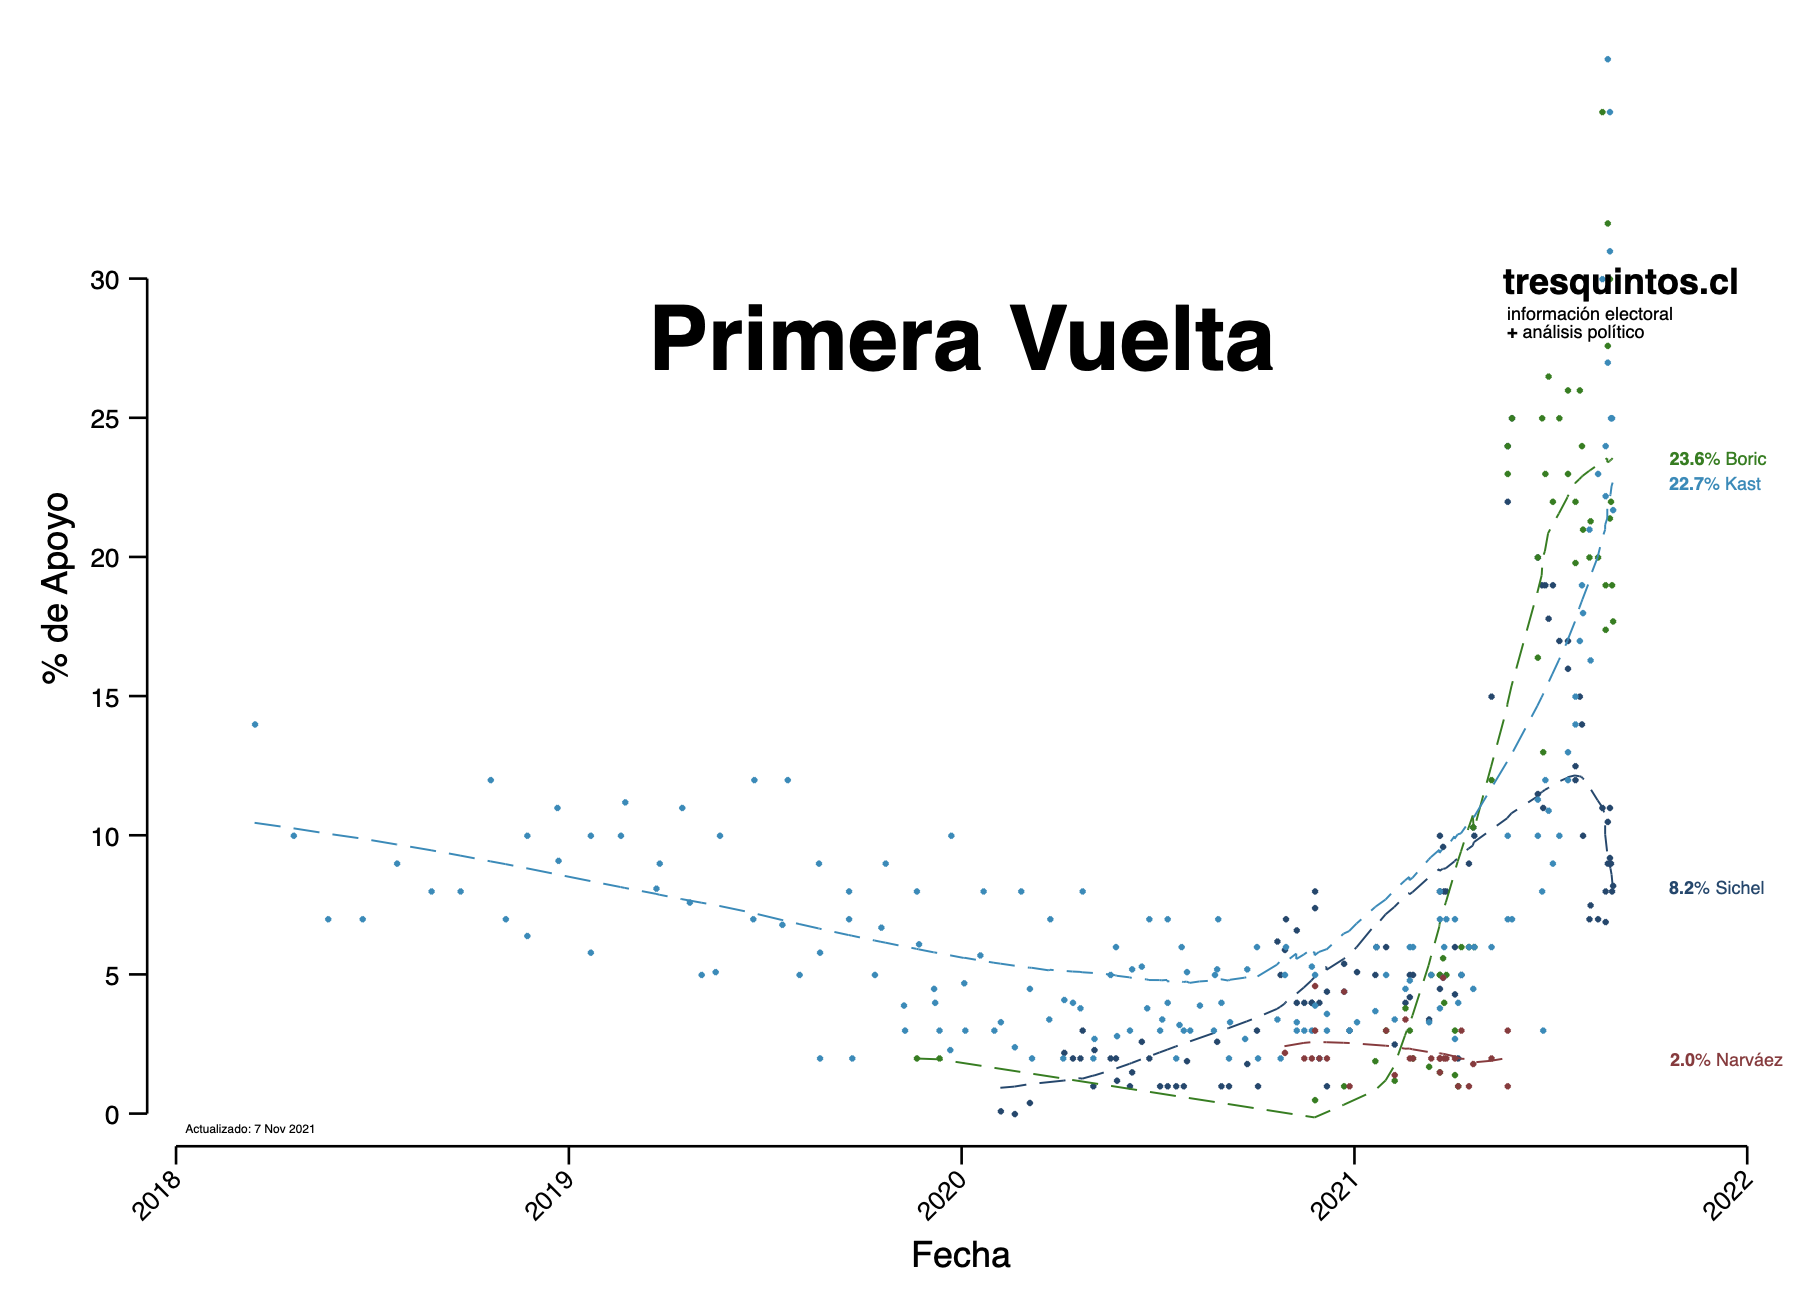 Primera Vuelta
tresquintos.cl
información electoral
+ análisis político
% de Apoyo
30
25
20
15
10
5
0
23.6% Boric
22.7% Kast
8.2% Sichel
2.0% Narváez
Actualizado: 7 Nov 2021
2018
2019
2020
2021
2022
Fecha